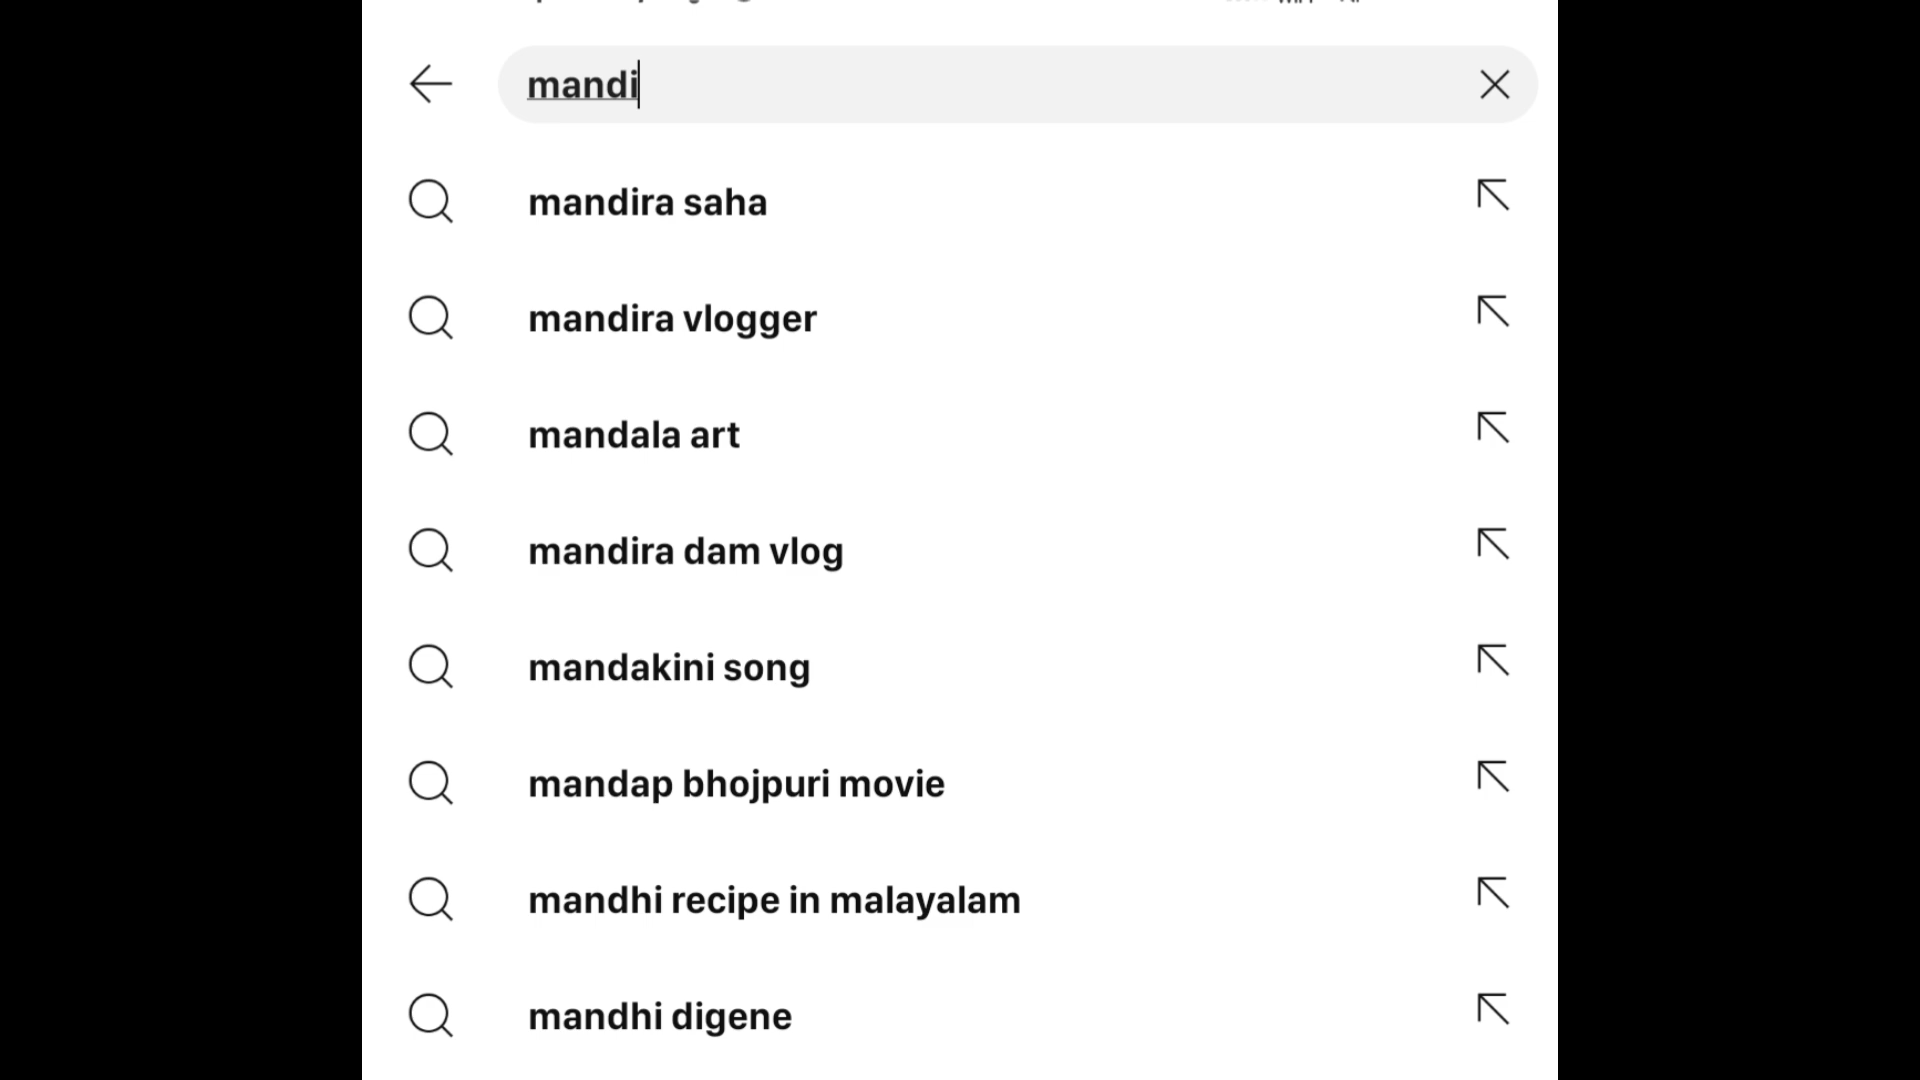 mandi
mandira saha
mandira vlogger
mandala art
mandira dam vlog
mandakini song
mandap bhojpuri movie
mandhi recipe in malayalam
mandhi digene